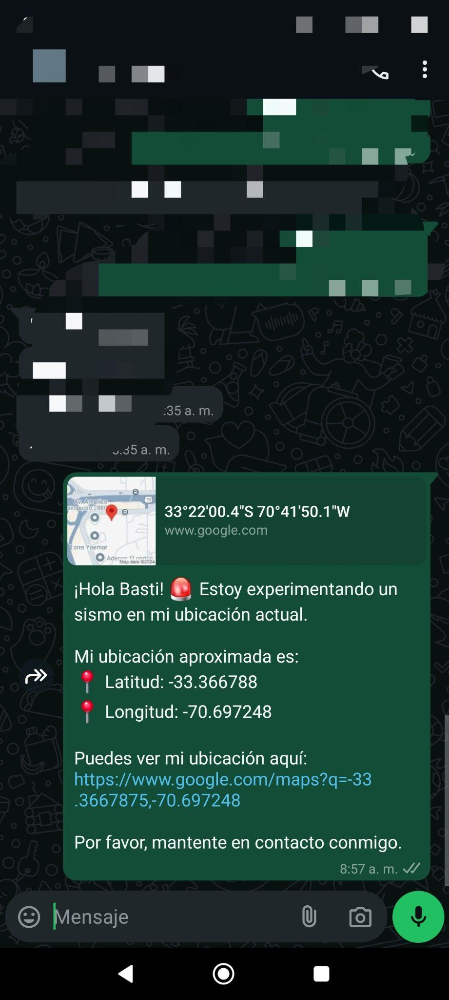 :35 a. m.
5:35 a. m.
Av. Americo
Vespucio 2880
70
Torre Yoemar
Adecco El cortijo
Map data ©2024
33°22'00.4"S 70°41'50.1"W
www.google.com
¡Hola Basti! 🚨 Estoy experimentando un
sismo en mi ubicación actual.
Mi ubicación aproximada es:
📍 Latitud: -33.366788
📍 Longitud: -70.697248
Puedes ver mi ubicación aquí:
https://www.google.com/maps?q=-33
.3667875,-70.697248
Por favor, mantente en contacto conmigo.
8:57 a. m.
Mensaje